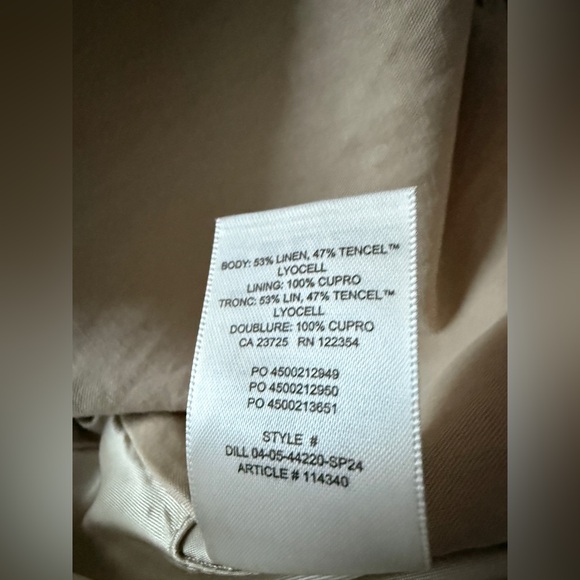 BODY: 53% LINEN, 47% TENCEL™
LYOCELL
LINING: 100% CUPRO
TRONC: 53% LIN, 47% TENCEL™
LYOCELL
DOUBLURE: 100% CUPRO
CA 23725 RN 122354
PO 4500212949
PO 4500212950
PO 4500213651
STYLE #
DILL 04-05-44220-SP24
ARTICLE # 114340